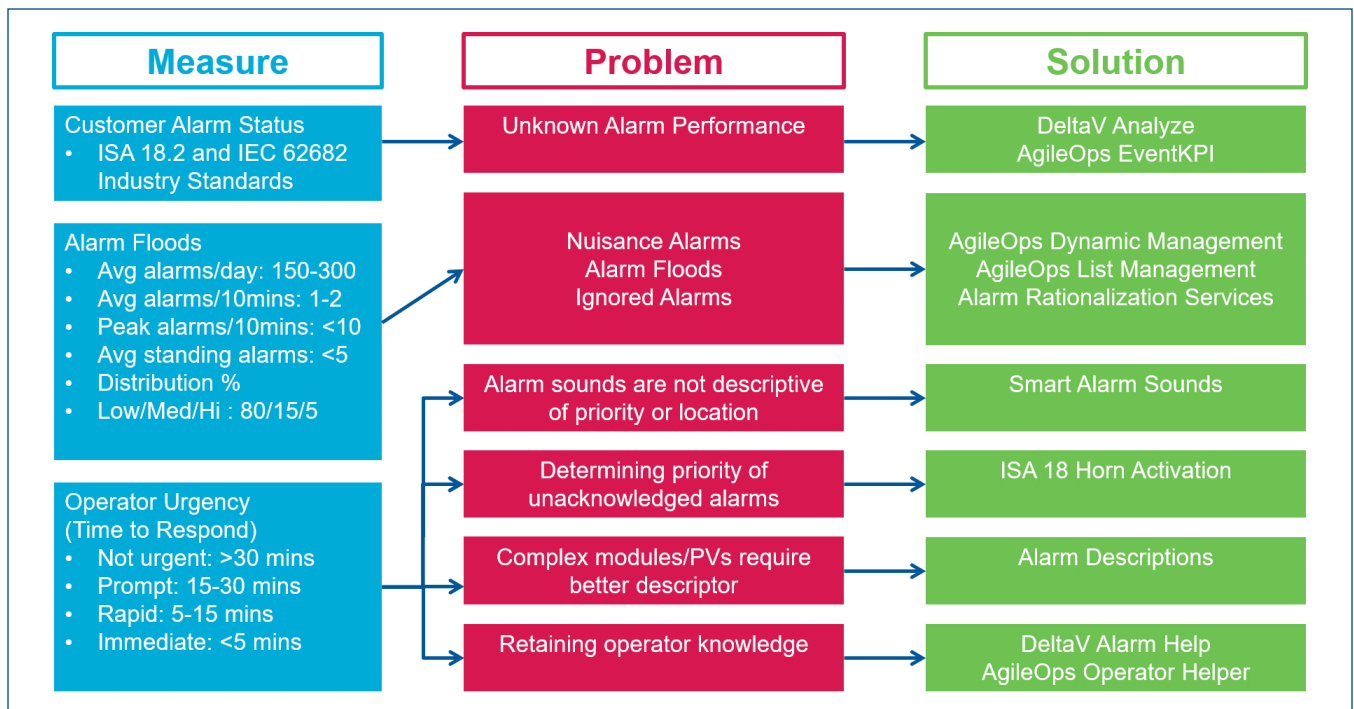 Measure
Problem
Solution
Customer Alarm Status
• ISA 18.2 and IEC 62682
Industry Standards
Unknown Alarm Performance
DeltaV Analyze
AgileOps EventKPI
Alarm Floods
• Avg alarms/day: 150-300
• Avg alarms/10mins: 1-2
• Peak alarms/10mins: <10
• Avg standing alarms: <5
• Distribution %
• Low/Med/Hi : 80/15/5
Nuisance Alarms
Alarm Floods
Ignored Alarms
AgileOps Dynamic Management
AgileOps List Management
Alarm Rationalization Services
Operator Urgency
(Time to Respond)
• Not urgent: >30 mins
• Prompt: 15-30 mins
• Rapid: 5-15 mins
• Immediate: <5 mins
Alarm sounds are not descriptive
of priority or location
Smart Alarm Sounds
Determining priority of
unacknowledged alarms
ISA 18 Horn Activation
Complex modules/PVs require
better descriptor
Alarm Descriptions
Retaining operator knowledge
DeltaV Alarm Help
AgileOps Operator Helper